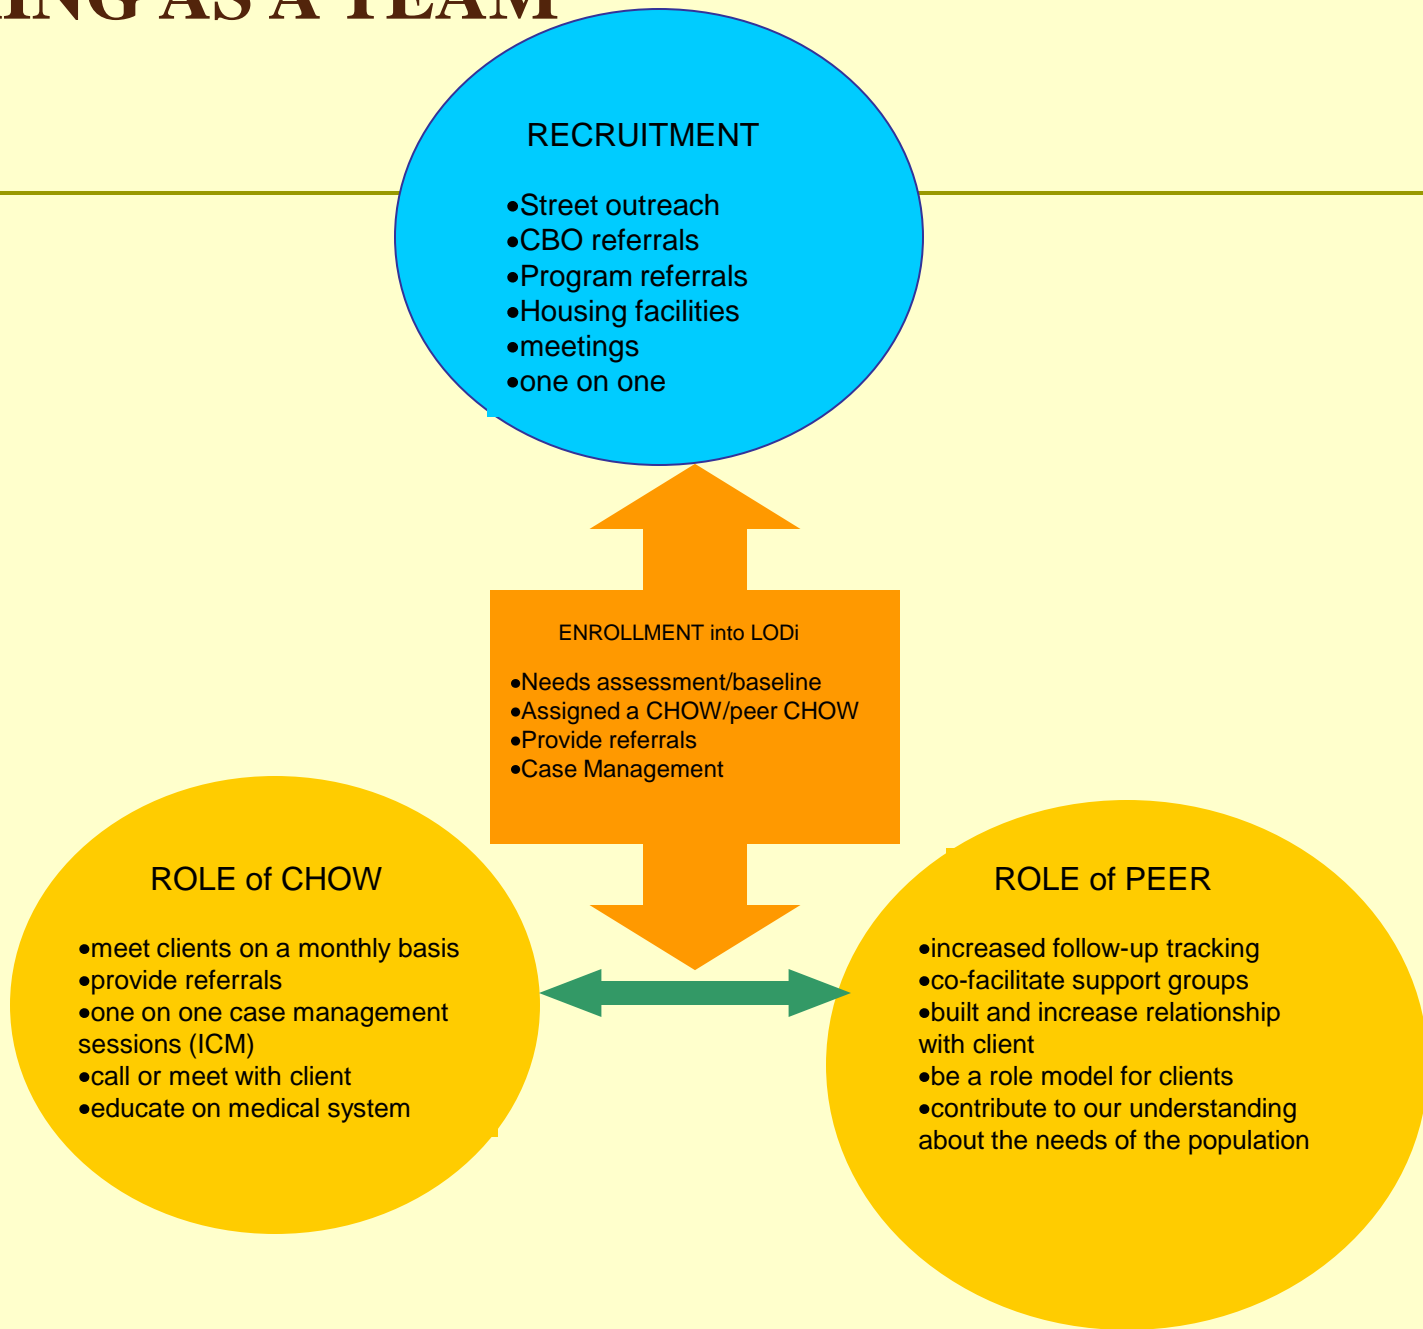 AS A TEAM
RECRUITMENT
•Street outreach
•CBO referrals
•Program referrals
•Housing facilities
•meetings
•one on one
ENROLLMENT into LODi
•Needs assessment/baseline
•Assigned a CHOW/peer CHOW
•Provide referrals
•Case Management
ROLE of CHOW
•meet clients on a monthly basis
•provide referrals
•one on one case management
sessions (ICM)
•call or meet with client
•educate on medical system
ROLE of PEER
•increased follow-up tracking
•co-facilitate support groups
•built and increase relationship
with client
•be a role model for clients
•contribute to our understanding
about the needs of the population